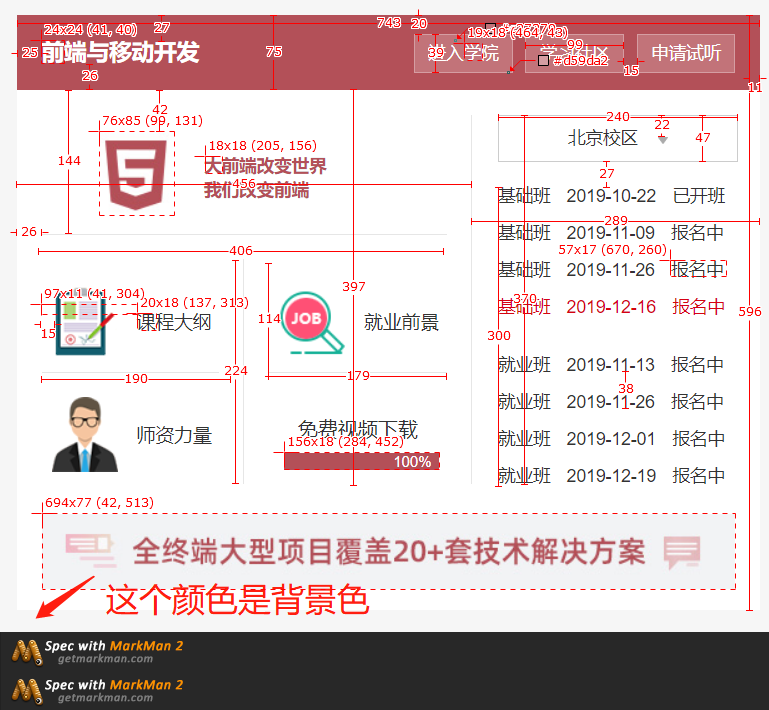 24x24 (41, 40)
27
743
20
19x18 (464, 43)
25
前端与移动开发
75
39
进入学院
学习社区
99
申请试听
#d59da2
26
15
11
42
76x85 (99, 131)
240
22
144
18x18 (205, 156)
北京校区
47
大前端改变世界
456
我们改变前端
27
基础班 2019-10-22 已开班
289
26
基础班 2019-11-09 报名中
406
57x17 (670, 260)
基础班 2019-11-26 报名中
397
97x11 (41, 304)
20x18 (137, 313)
370
基础班 2019-12-16 报名中
596
114
JOB
15
课程大纲
就业前景
300
224
就业班 2019-11-13 报名中
190
179
38
就业班 2019-11-26 报名中
师资力量
免费视频下载
就业班 2019-12-01 报名中
156x18 (284, 452)
100%
就业班 2019-12-19 报名中
694x77 (42, 513)
全终端大型项目覆盖20+套技术解决方案
这个颜色是背景色
Spec with MarkMan 2
getmarkman.com
Spec with MarkMan 2
getmarkman.com